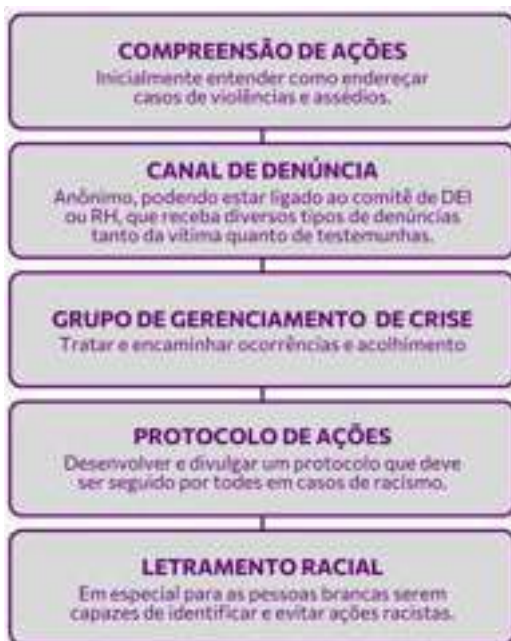 COMPREENSÃO DE AÇÕES
Inicialmente entender como endereçar
casos de violências e assédios.
CANAL DE DENÚNCIA
Anônimo, podendo estar ligado ao comitê de DEI
ou RH, que receba diversos tipos de denúncias
tanto da vítima quanto de testemunhas.
GRUPO DE GERENCIAMENTO DE CRISE
Tratar e encaminhar ocorrências e acolhimento
PROTOCOLO DE AÇÕES
Desenvolver e divulgar um protocolo que deve
ser seguido por todes em casos de racismo.
LETRAMENTO RACIAL
Em especial para as pessoas brancas serem
capazes de identificar e evitar ações racistas.